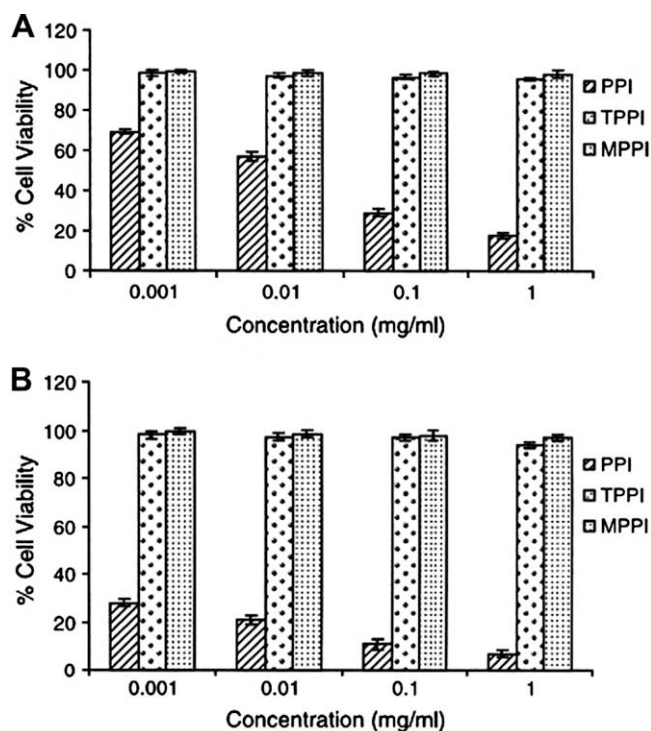 A
120
100
80
60
40
20
0
% Cell Viability
0.001 0.01 0.1 1
Concentration (mg/ml)
PPI
TPPI
MPPI
B
120
100
80
60
40
20
0
% Cell Viability
0.001 0.01 0.1 1
Concentration (mg/ml)
PPI
TPPI
MPPI